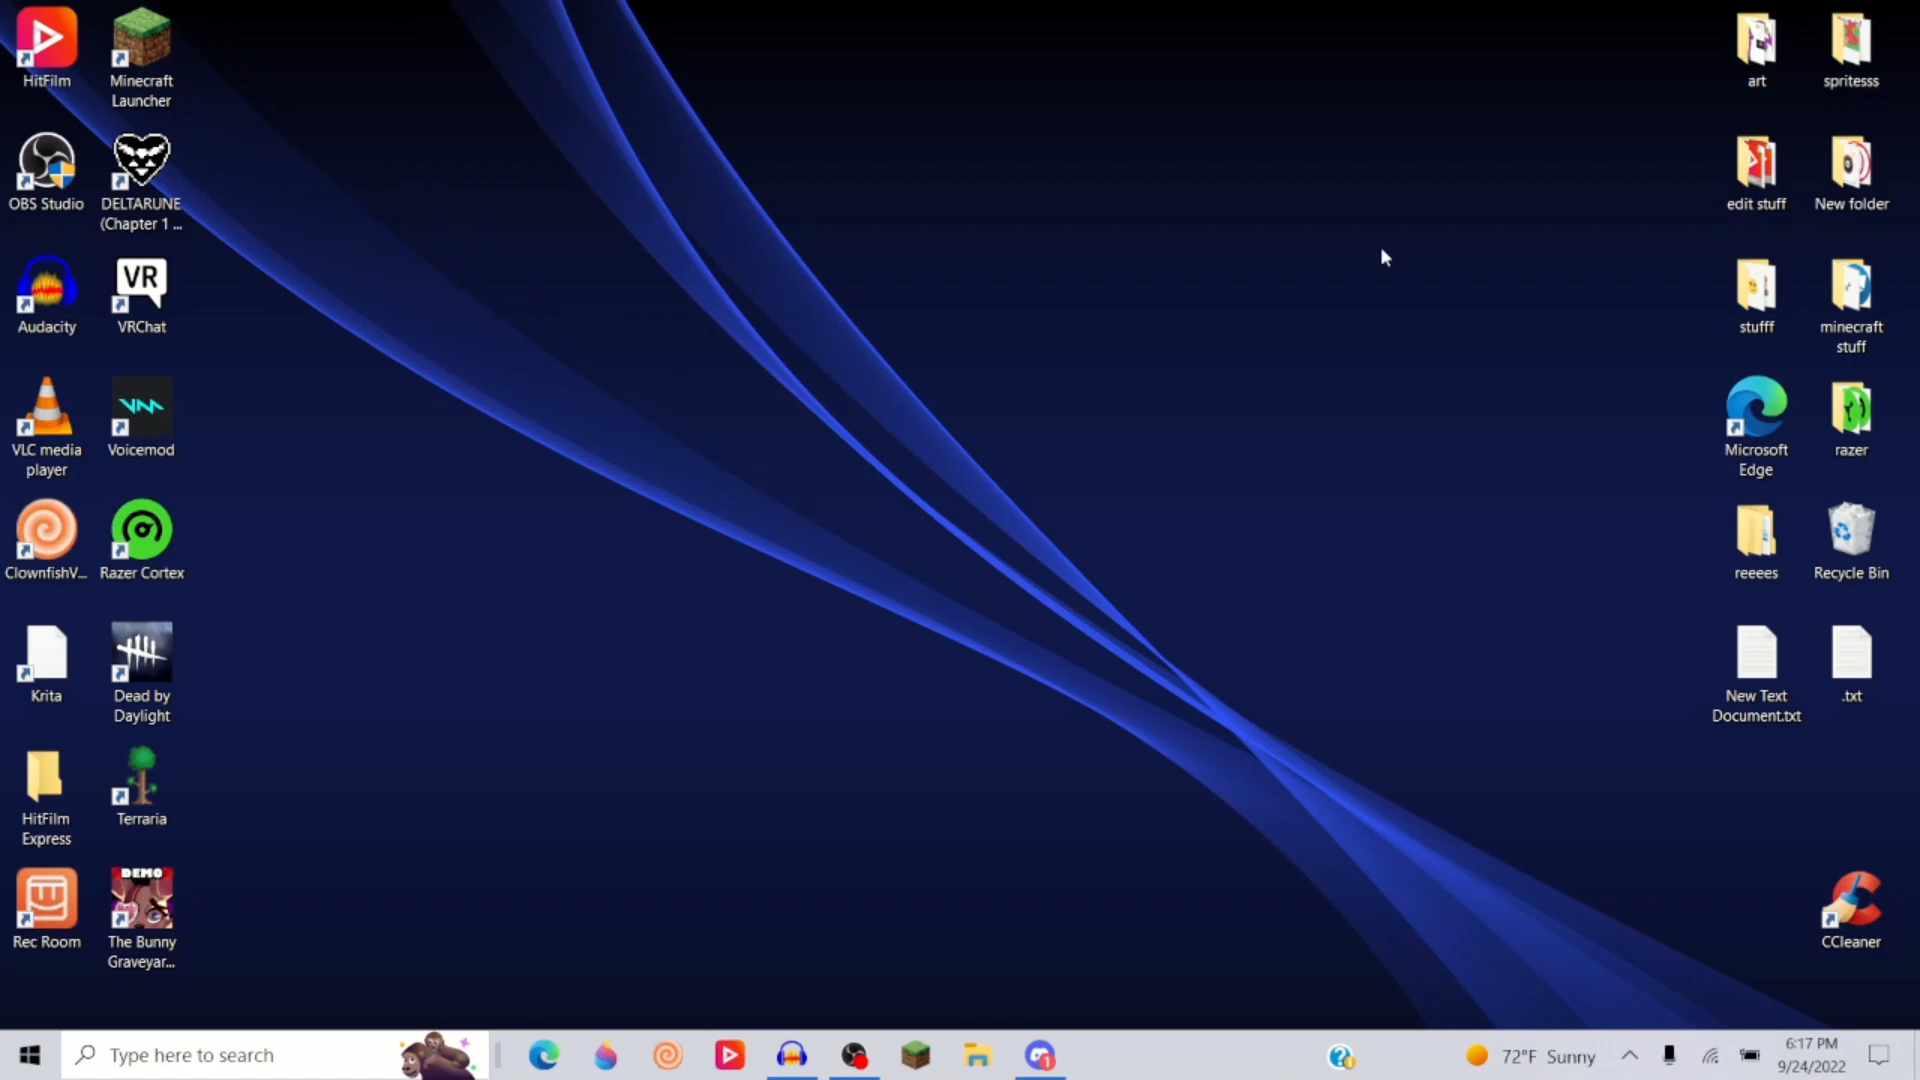 HitFilm
Minecraft
Launcher
art
spritesss
OBS Studio
DELTARUNE
(Chapter 1 ...
edit stuff
New folder
Audacity
VR
VRChat
stufff
minecraft
stuff
VLC media
player
Voicemod
Microsoft
Edge
razer
ClownfishV...
Razer Cortex
reeees
Recycle Bin
Krita
Dead by
Daylight
New Text
Document.txt
.txt
HitFilm
Express
Terraria
DEMO
Rec Room
The Bunny
Graveyar...
CCleaner
Type here to search
1
72°F Sunny
6:17 PM
9/24/2022